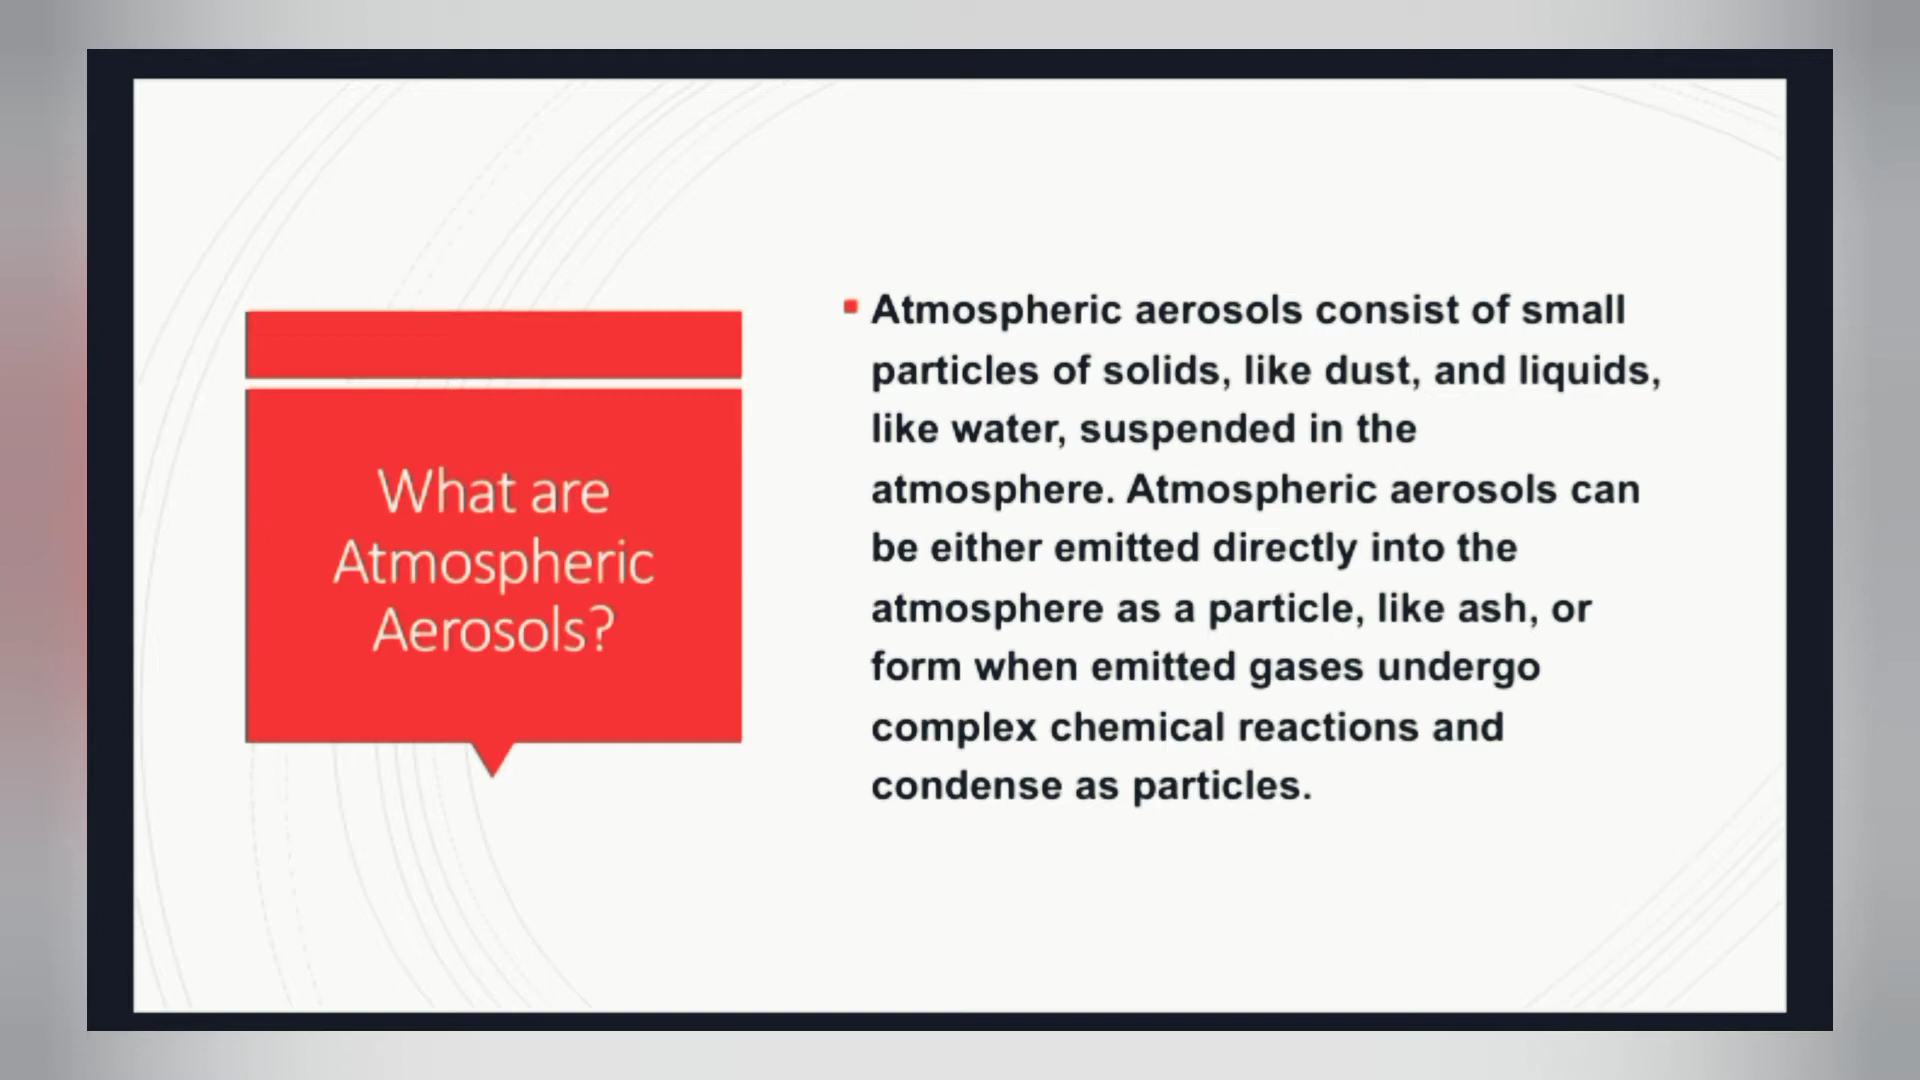 What are
Atmospheric
Aerosols?
Atmospheric aerosols consist of small
particles of solids, like dust, and liquids,
like water, suspended in the
atmosphere. Atmospheric aerosols can
be either emitted directly into the
atmosphere as a particle, like ash, or
form when emitted gases undergo
complex chemical reactions and
condense as particles.